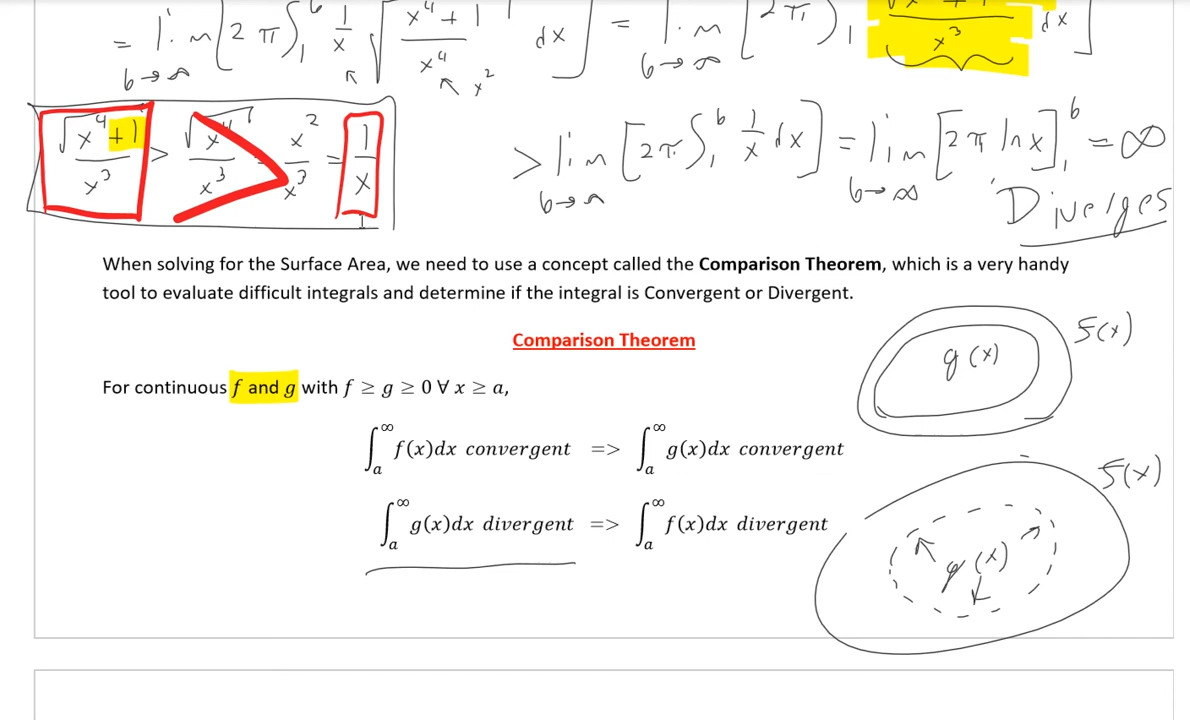 = lim [2π ∫₁ᵇ 1/x √((x⁴+1)/x⁴) dx] = lim [2π ∫₁ dx]
b→∞ x² b→∞ x³
√(x⁴+1)/x³ > √x⁴/x³ = x²/x³ = 1/x
> lim [2π ∫₁ᵇ 1/x dx] = lim [2π ln x]₁ᵇ = ∞
b→∞ b→∞ Diverges
When solving for the Surface Area, we need to use a concept called the Comparison Theorem, which is a very handy
tool to evaluate difficult integrals and determine if the integral is Convergent or Divergent.
Comparison Theorem
g(x) f(x)
For continuous f and g with f ≥ g ≥ 0 ∀ x ≥ a,
∫ₐ^∞ f(x)dx convergent => ∫ₐ^∞ g(x)dx convergent
f(x)
∫ₐ^∞ g(x)dx divergent => ∫ₐ^∞ f(x)dx divergent
g(x)